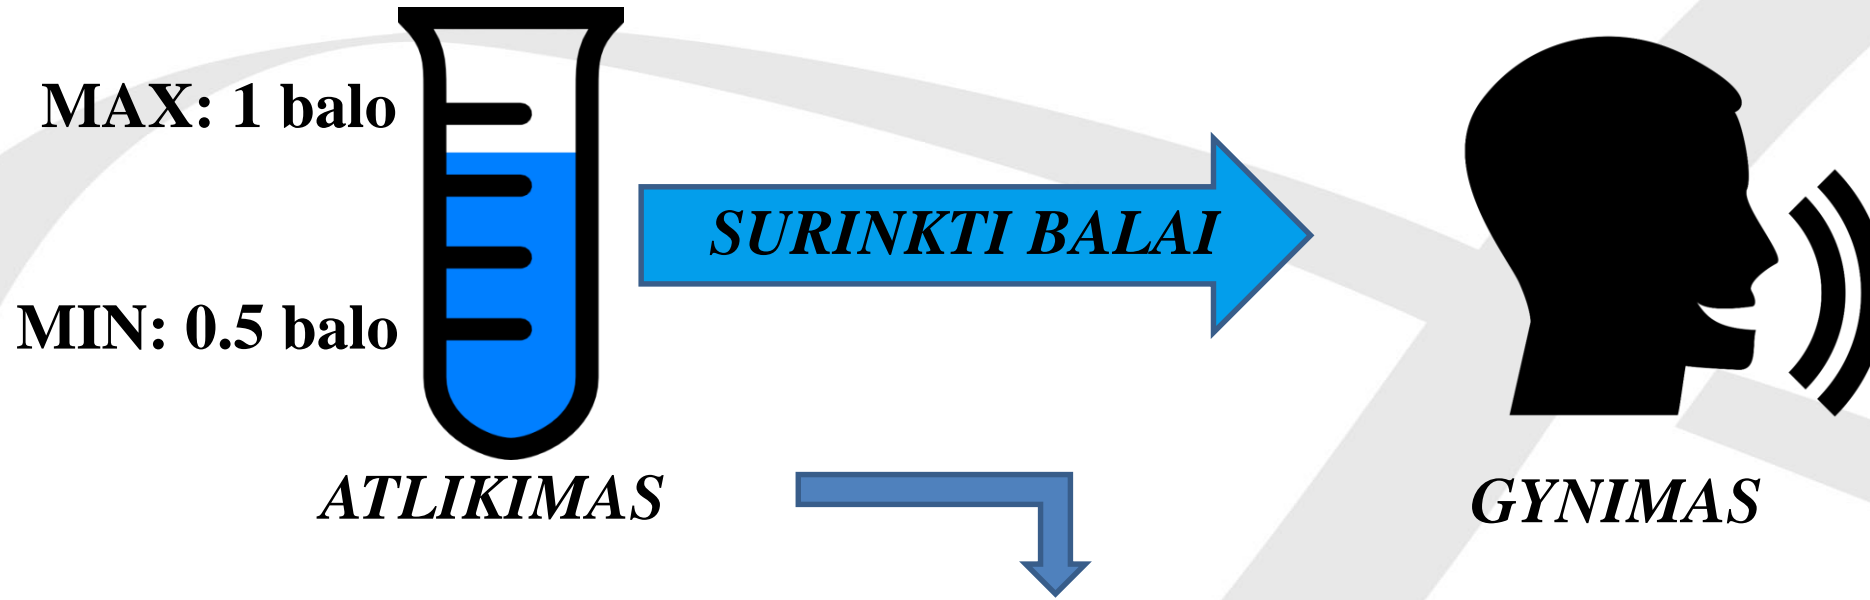 MAX: 1 balo
SURINKTI BALAI
MIN: 0.5 balo
ATLIKIMAS
GYNIMAS